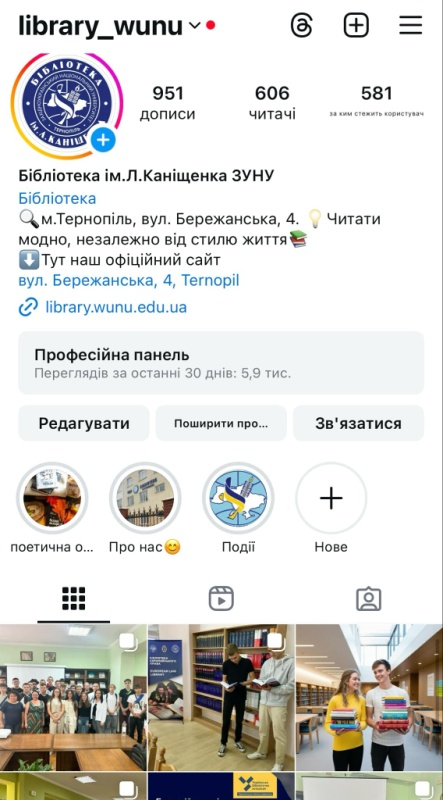 library_wunu
БІБЛІОТЕКА
ІМ.Л.КАНІЩ
ТЕРНОПІЛЬ
951
дописи
606
читачі
581
за ким стежить користувач
Бібліотека ім.Л.Каніщенка ЗУНУ
Бібліотека
🔍м.Тернопіль, вул. Бережанська, 4. 💡Читати
модно, незалежно від стилю життя📚
⬇️Тут наш офіційний сайт
вул. Бережанська, 4, Ternopil
library.wunu.edu.ua
Професійна панель
Переглядів за останні 30 днів: 5,9 тис.
Редагувати
Поширити про...
Зв'язатися
поетична о...
Про нас😊
Події
Нове